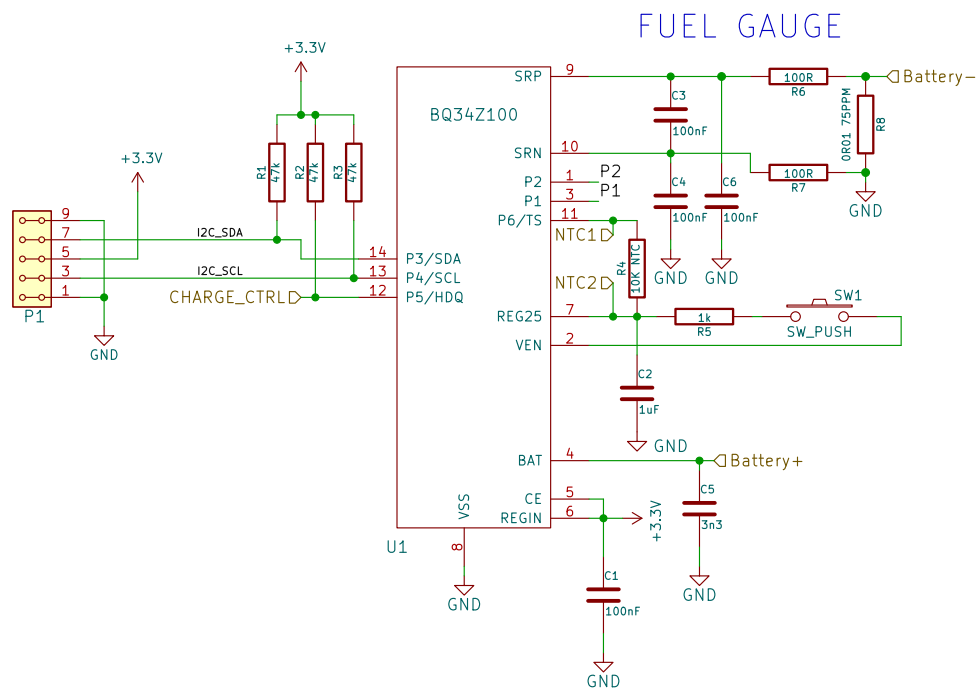 FUEL GAUGE
+3.3V
SRP
9
100R
R6
Battery-
BQ34Z100
C3
100nF
0R01 75PPM
R8
R1
47k
R2
47k
R3
47k
+3.3V
SRN
10
100R
R7
P2
1
P2
P1
3
P1
C4
100nF
C6
100nF
GND
P6/TS
11
NTC1
GND
GND
9
7
5
3
1
P1
I2C_SDA
I2C_SCL
CHARGE_CTRL
GND
14
P3/SDA
13
P4/SCL
12
P5/HDQ
R4
10K NTC
NTC2
REG25
7
1k
R5
SW1
SW_PUSH
VEN
2
C2
1uF
GND
BAT
4
Battery+
CE
5
REGIN
6
+3.3V
C5
3n3
GND
VSS
8
U1
GND
C1
100nF
GND